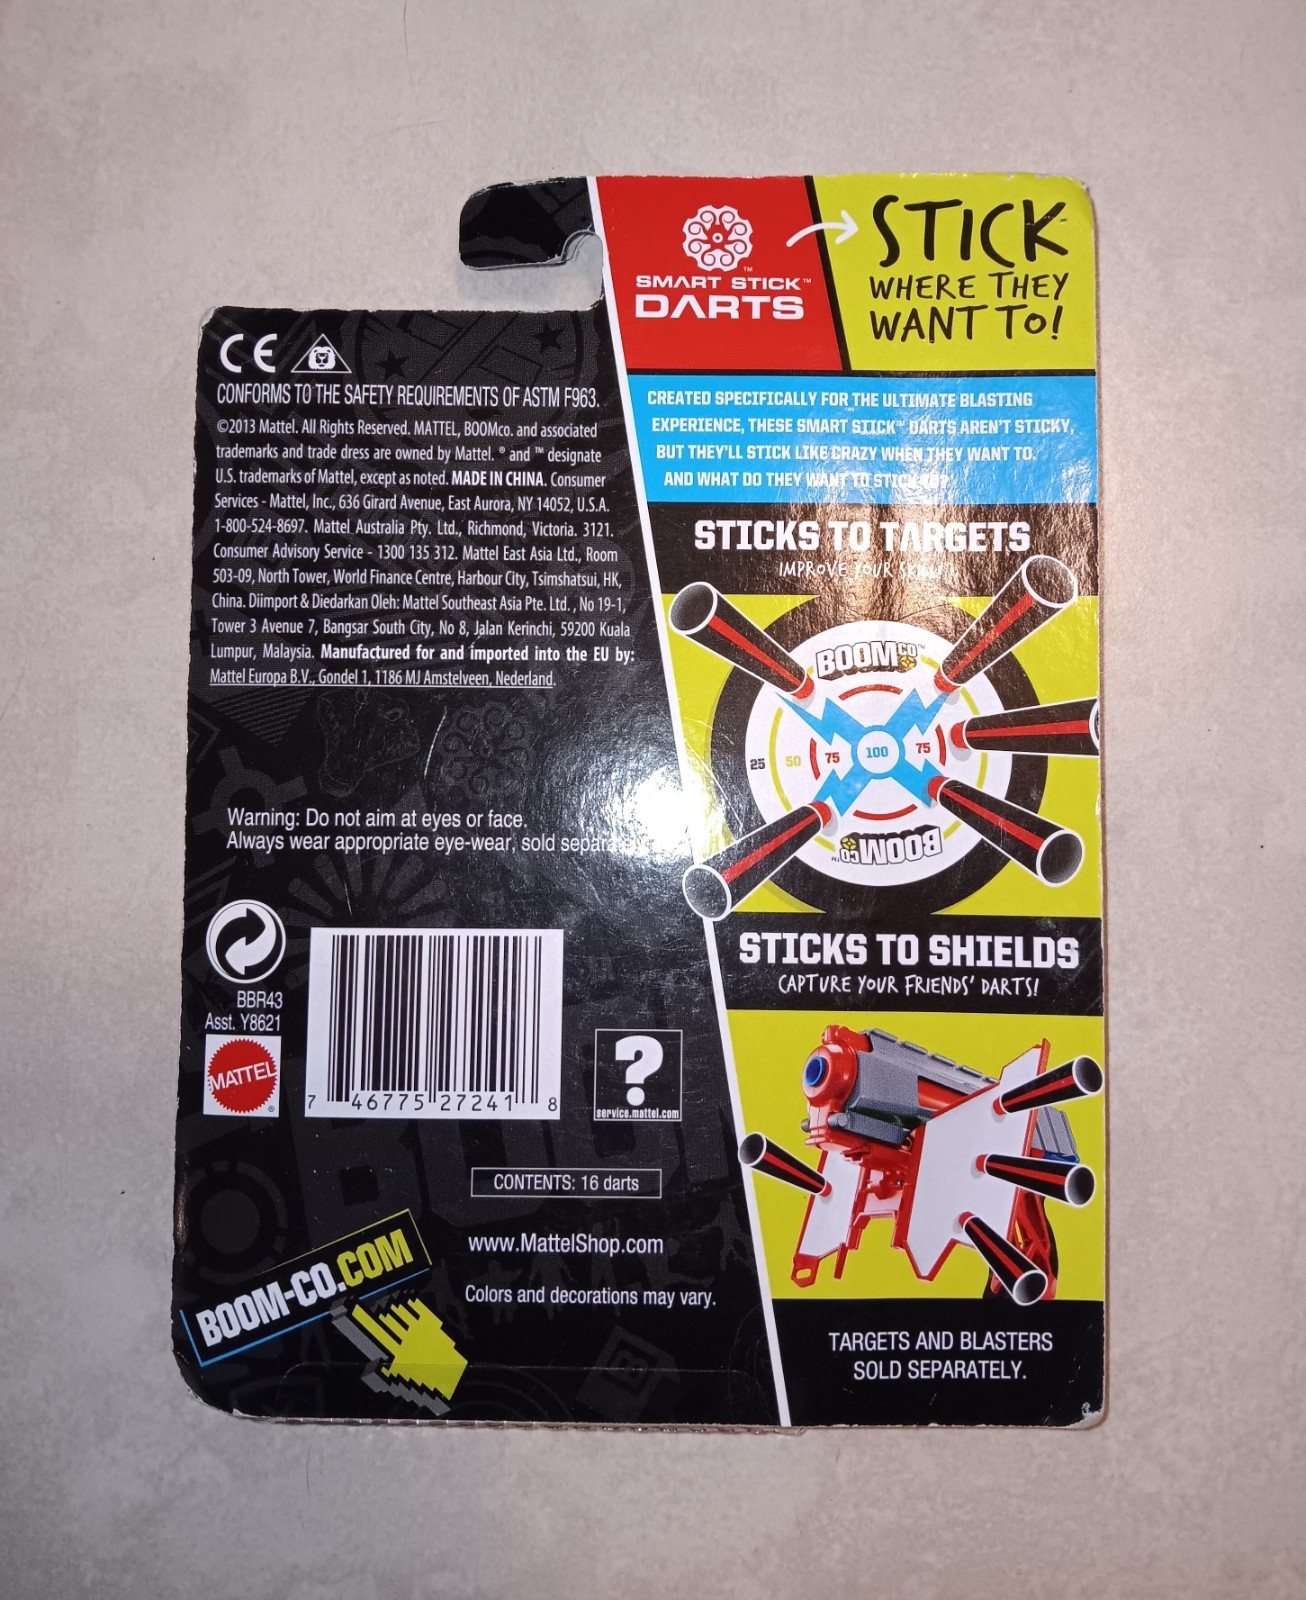 SMART STICK™
DARTS
™
STICK
WHERE THEY
WANT TO!
CE
CONFORMS TO THE SAFETY REQUIREMENTS OF ASTM F963.
©2013 Mattel. All Rights Reserved. MATTEL, BOOMco. and associated
trademarks and trade dress are owned by Mattel. ® and ™ designate
U.S. trademarks of Mattel, except as noted. MADE IN CHINA. Consumer
Services - Mattel, Inc., 636 Girard Avenue, East Aurora, NY 14052, U.S.A.
1-800-524-8697. Mattel Australia Pty. Ltd., Richmond, Victoria. 3121.
Consumer Advisory Service - 1300 135 312. Mattel East Asia Ltd., Room
503-09, North Tower, World Finance Centre, Harbour City, Tsimshatsui, HK,
China. Diimport & Diedarkan Oleh: Mattel Southeast Asia Pte. Ltd. , No 19-1,
Tower 3 Avenue 7, Bangsar South City, No 8, Jalan Kerinchi, 59200 Kuala
Lumpur, Malaysia. Manufactured for and imported into the EU by:
Mattel Europa B.V., Gondel 1, 1186 MJ Amstelveen, Nederland.
CREATED SPECIFICALLY FOR THE ULTIMATE BLASTING
EXPERIENCE, THESE SMART STICK™ DARTS AREN'T STICKY,
BUT THEY'LL STICK LIKE CRAZY WHEN THEY WANT TO.
AND WHAT DO THEY WANT TO STICK TO?
STICKS TO TARGETS
IMPROVE YOUR SKILL!
BOOMco™
25 50 75 100 75
BOOMco™
Warning: Do not aim at eyes or face.
Always wear appropriate eye-wear, sold separately.
STICKS TO SHIELDS
CAPTURE YOUR FRIENDS' DARTS!
BBR43
Asst. Y8621
MATTEL®
7 46775 27241 8
?
service.mattel.com
CONTENTS: 16 darts
www.MattelShop.com
Colors and decorations may vary.
BOOM-CO.COM
TARGETS AND BLASTERS
SOLD SEPARATELY.